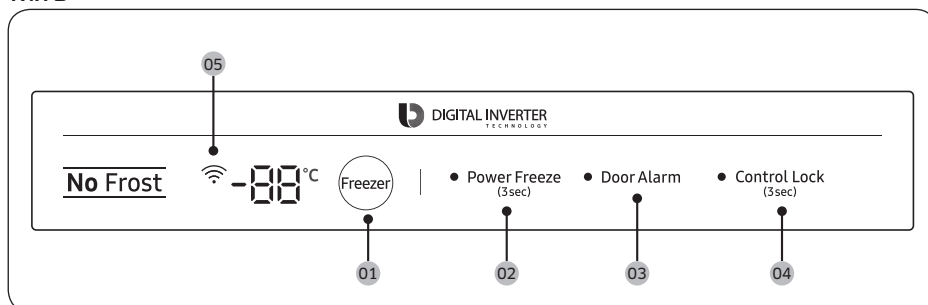 05
DIGITAL INVERTER
TECHNOLOGY
No Frost -88°C Freezer Power Freeze Door Alarm Control Lock
(3sec) (3sec)
01 02 03 04